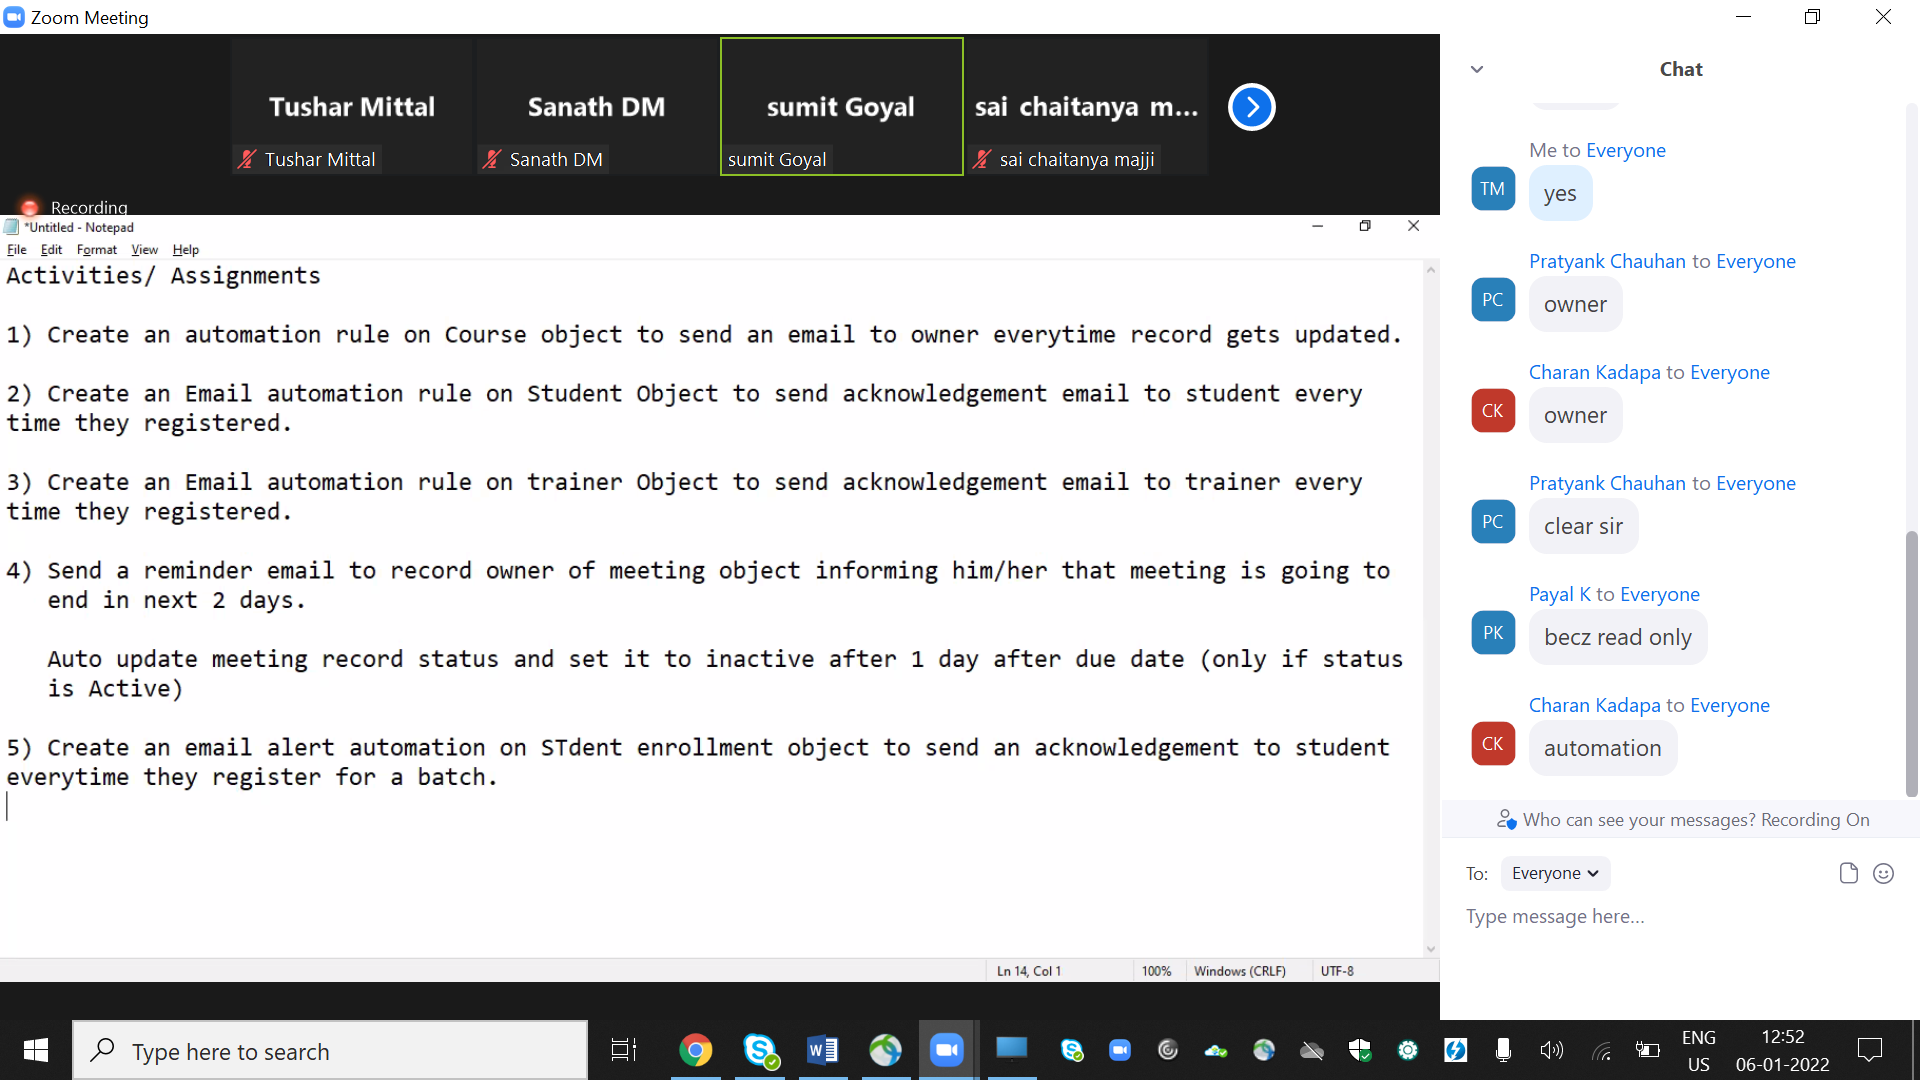 Zoom Meeting
Tushar Mittal
Sanath DM
sumit Goyal
sai chaitanya m...
Tushar Mittal
Sanath DM
sumit Goyal
sai chaitanya majji
Recording
*Untitled - Notepad
File Edit Format View Help
Activities/ Assignments
1) Create an automation rule on Course object to send an email to owner everytime record gets updated.
2) Create an Email automation rule on Student Object to send acknowledgement email to student every
time they registered.
3) Create an Email automation rule on trainer Object to send acknowledgement email to trainer every
time they registered.
4) Send a reminder email to record owner of meeting object informing him/her that meeting is going to
end in next 2 days.
Auto update meeting record status and set it to inactive after 1 day after due date (only if status
is Active)
5) Create an email alert automation on STdent enrollment object to send an acknowledgement to student
everytime they register for a batch.
Ln 14, Col 1
100%
Windows (CRLF)
UTF-8
Chat
Me to Everyone
TM
yes
Pratyank Chauhan to Everyone
PC
owner
Charan Kadapa to Everyone
CK
owner
Pratyank Chauhan to Everyone
PC
clear sir
Payal K to Everyone
PK
becz read only
Charan Kadapa to Everyone
CK
automation
Who can see your messages? Recording On
To: Everyone
Type message here...
Type here to search
ENG
US
12:52
06-01-2022